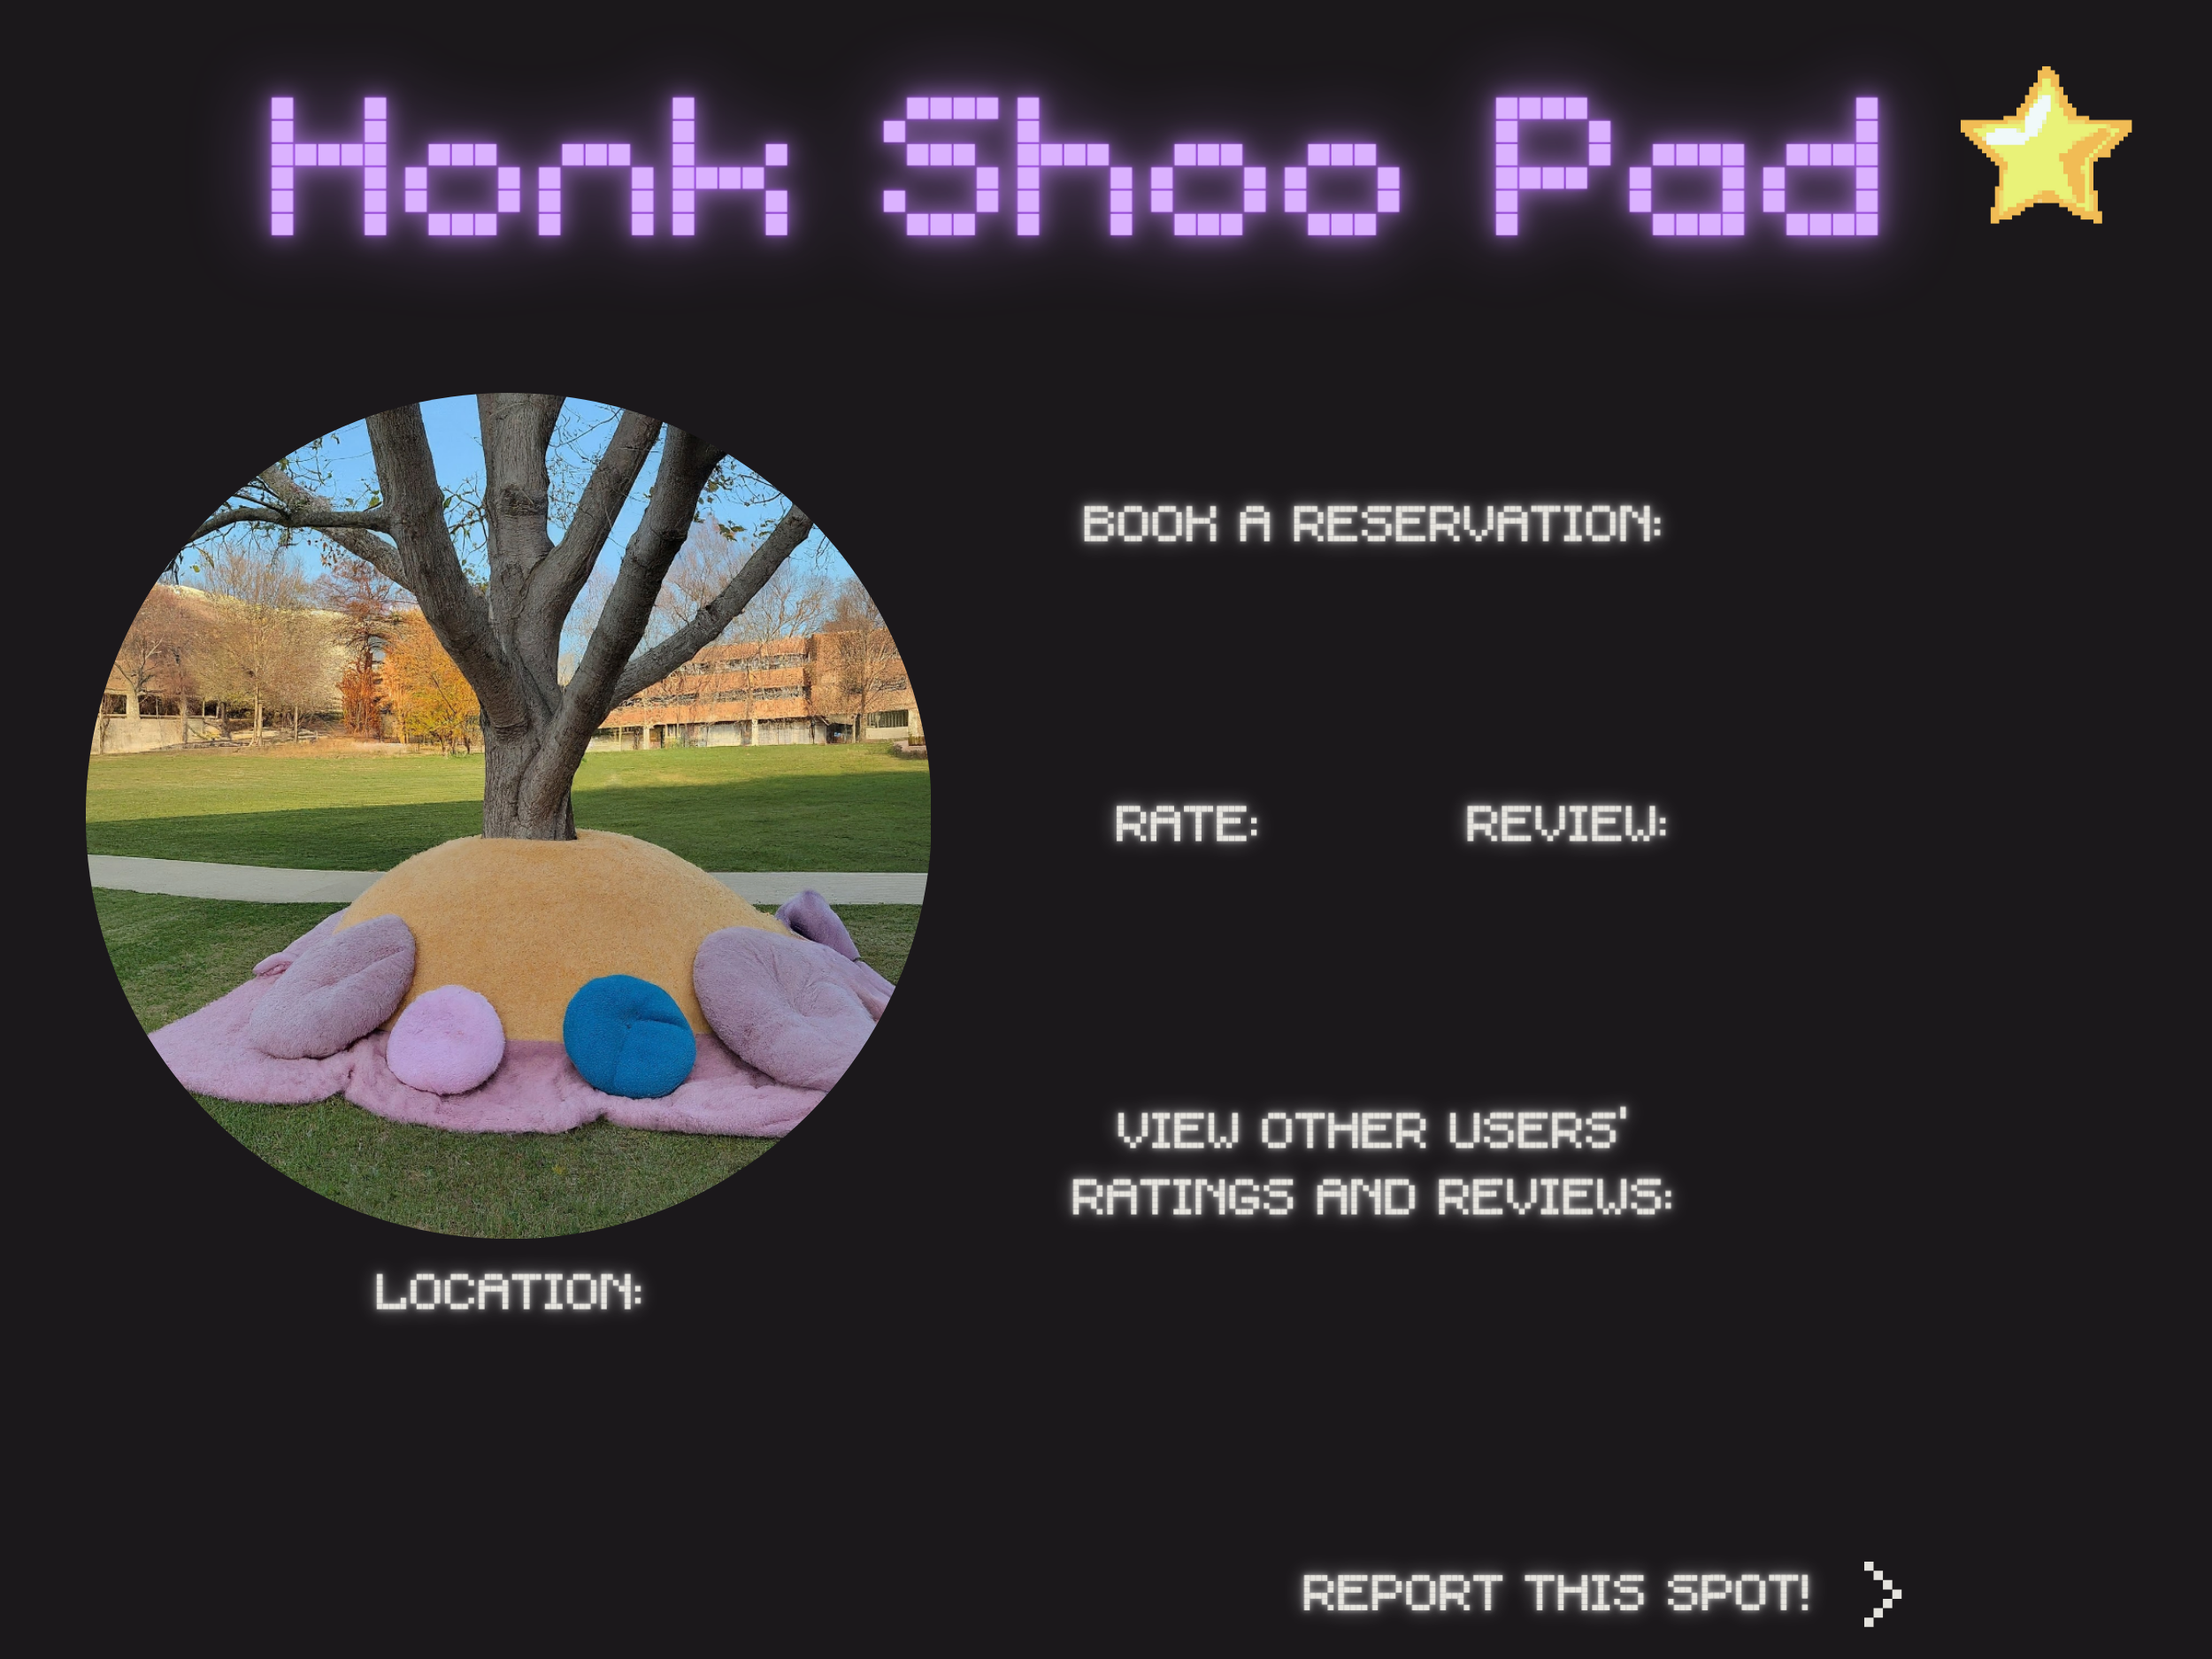 Honk Shoo Pad
BOOK A RESERVATION:
RATE:
REVIEW:
VIEW OTHER USERS'
RATINGS AND REVIEWS:
LOCATION:
REPORT THIS SPOT!